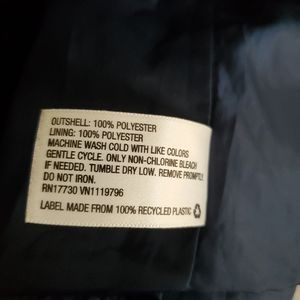 OUTSHELL: 100% POLYESTER
LINING: 100% POLYESTER
MACHINE WASH COLD WITH LIKE COLORS
GENTLE CYCLE. ONLY NON-CHLORINE BLEACH
IF NEEDED. TUMBLE DRY LOW. REMOVE PROMPTLY.
DO NOT IRON.
RN17730 VN1119796
LABEL MADE FROM 100% RECYCLED PLASTIC